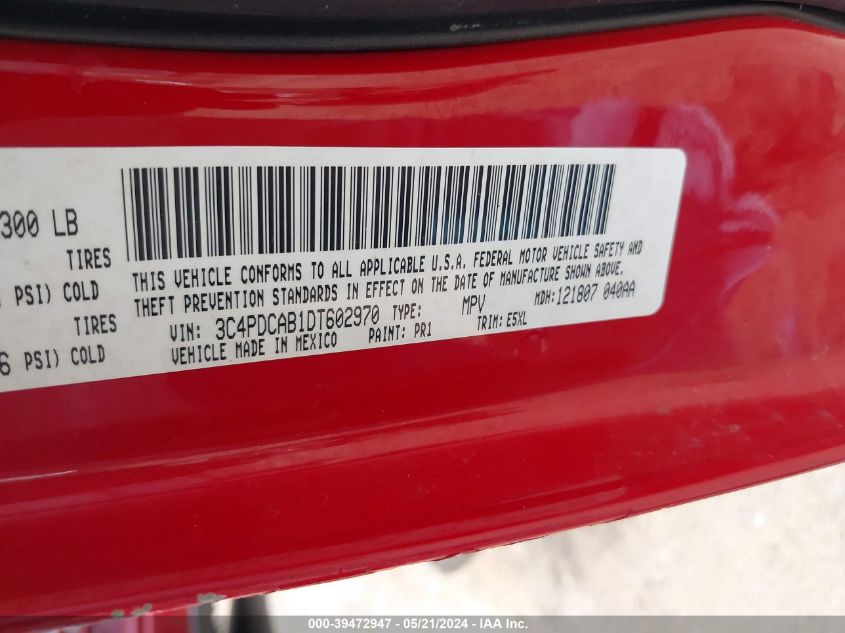 300 LB
TIRES
PSI) COLD
TIRES
6 PSI) COLD
THIS VEHICLE CONFORMS TO ALL APPLICABLE U.S.A. FEDERAL MOTOR VEHICLE SAFETY AND
THEFT PREVENTION STANDARDS IN EFFECT ON THE DATE OF MANUFACTURE SHOWN ABOVE.
VIN: 3C4PDCAB1DT602970 TYPE: MPV MDH: 121807 040AA
VEHICLE MADE IN MEXICO PAINT: PR1 TRIM: E5XL
000-39472947 - 05/21/2024 - IAA Inc.